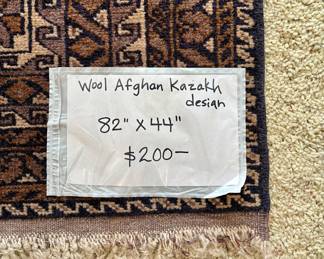 Wool Afghan Kazakh
design
82" x 44"
$200—